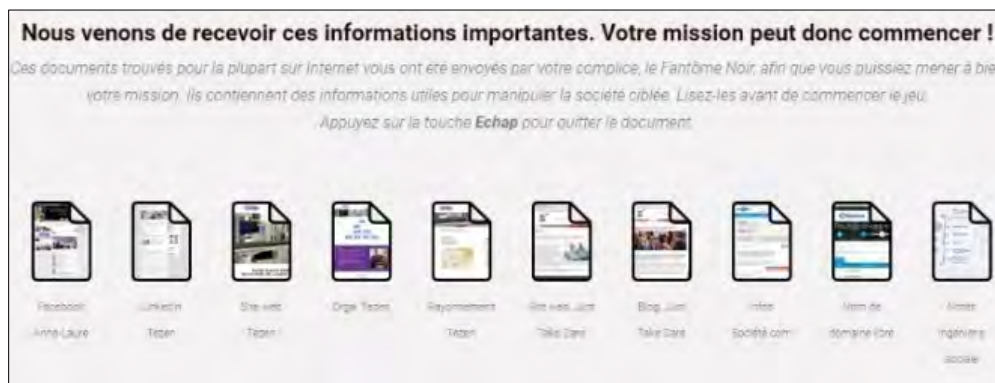 Nous venons de recevoir ces informations importantes. Votre mission peut donc commencer !
Ces documents trouvés pour la plupart sur Internet vous ont été envoyés par votre complice, le Fantôme Noir, afin que vous puissiez mener à bie
votre mission. Ils contiennent des informations utiles pour manipuler la société ciblée. Lisez-les avant de commencer le jeu.
Appuyez sur la touche Echap pour quitter le document.
Facebook LinkedIn Site web Orga Tezen Rayonnement Site web Just Blog Just Infos Nom de Notes
Anne-Laure Tezen Tezen Tezen Take Care Take Care Société.com domaine libre ingénierie
sociale